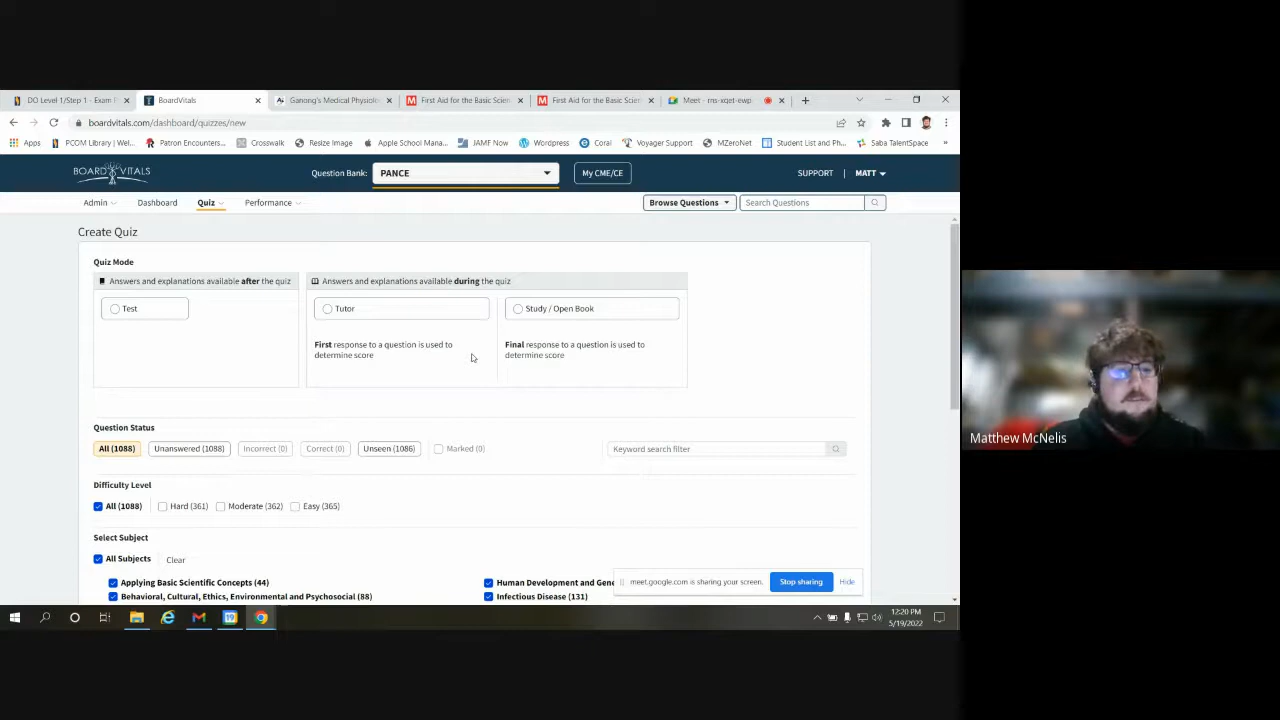 DO Level 1/Step 1 - Exam
BoardVitals
Ganong's Medical Physiolo
First Aid for the Basic Scien
First Aid for the Basic Scien
Meet - rns-xqet-ewp
boardvitals.com/dashboard/quizzes/new
Apps
PCOM Library | Wel...
Patron Encounters...
Crosswalk
Resize Image
Apple School Mana...
JAMF Now
Wordpress
Coral
Voyager Support
MZeroNet
Student List and Ph...
Saba TalentSpace
»
BOARD VITALS
Question Bank:
PANCE
My CME/CE
SUPPORT
MATT
Admin
Dashboard
Quiz
Performance
Browse Questions
Search Questions
Create Quiz
Quiz Mode
Answers and explanations available after the quiz
Answers and explanations available during the quiz
Test
Tutor
Study / Open Book
First response to a question is used to
determine score
Final response to a question is used to
determine score
Question Status
All (1088)
Unanswered (1088)
Incorrect (0)
Correct (0)
Unseen (1086)
Marked (0)
Keyword search filter
Difficulty Level
All (1088)
Hard (361)
Moderate (362)
Easy (365)
Select Subject
All Subjects
Clear
Applying Basic Scientific Concepts (44)
Human Development and Gene
Behavioral, Cultural, Ethics, Environmental and Psychosocial (88)
Infectious Disease (131)
meet.google.com is sharing your screen.
Stop sharing
Hide
12:20 PM
5/19/2022
Matthew McNelis